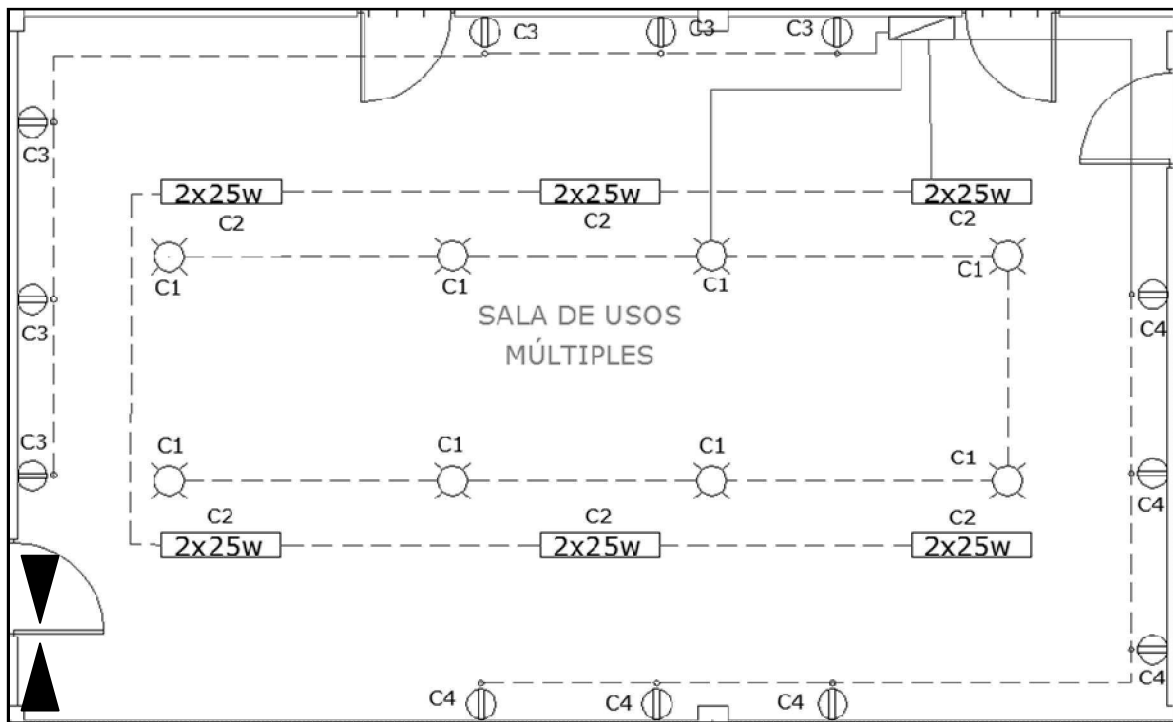 C3 C3 C3
C3
2x25w 2x25w 2x25w
C2 C2 C2
C1 C1 C1 C1
C3
SALA DE USOS
MÚLTIPLES
C4
C3
C1 C1 C1 C1
C4
C2 C2 C2
2x25w 2x25w 2x25w
C4
C4 C4 C4